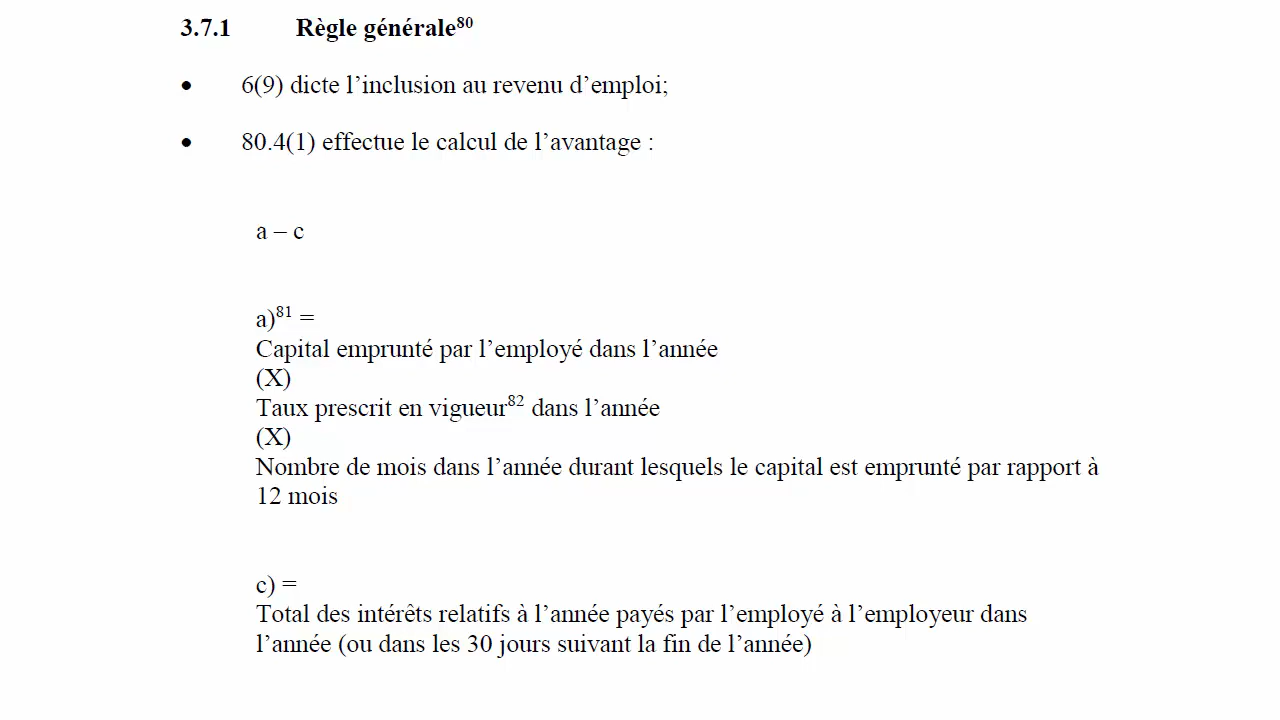 3.7.1 Règle générale80
• 6(9) dicte l’inclusion au revenu d’emploi;
• 80.4(1) effectue le calcul de l’avantage :
a – c
a)81 =
Capital emprunté par l’employé dans l’année
(X)
Taux prescrit en vigueur82 dans l’année
(X)
Nombre de mois dans l’année durant lesquels le capital est emprunté par rapport à
12 mois
c) =
Total des intérêts relatifs à l’année payés par l’employé à l’employeur dans
l’année (ou dans les 30 jours suivant la fin de l’année)